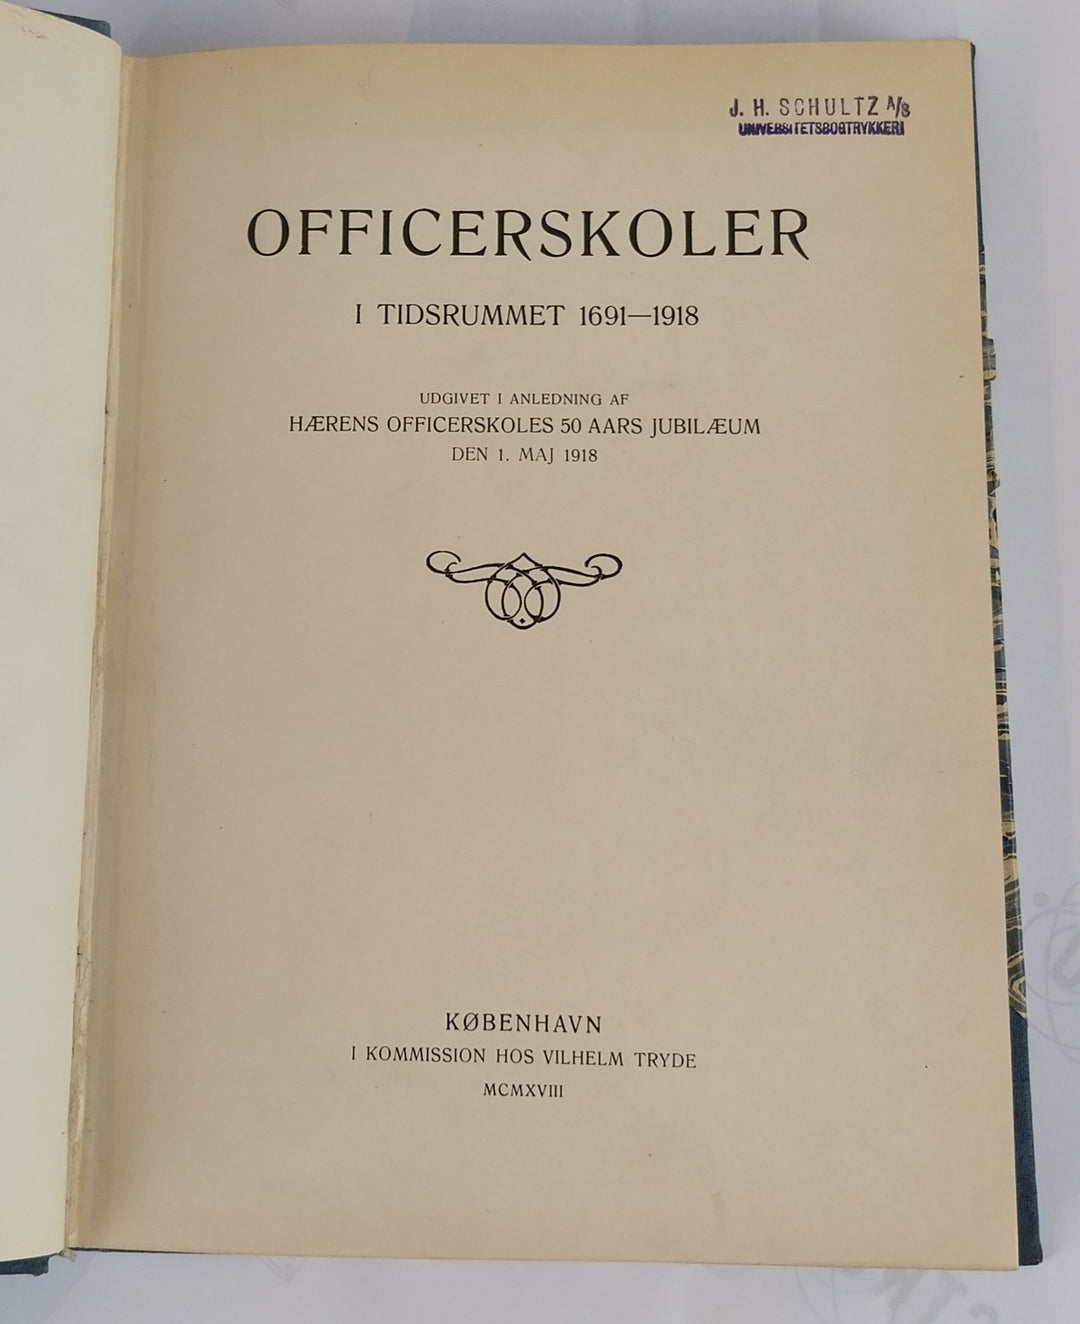 J. H. SCHULTZ A/S
UNIVERSITETSBOGTRYKKERI
OFFICERSKOLER
I TIDSRUMMET 1691—1918
UDGIVET I ANLEDNING AF
HÆRENS OFFICERSKOLES 50 AARS JUBILÆUM
DEN 1. MAJ 1918
KØBENHAVN
I KOMMISSION HOS VILHELM TRYDE
MCMXVIII